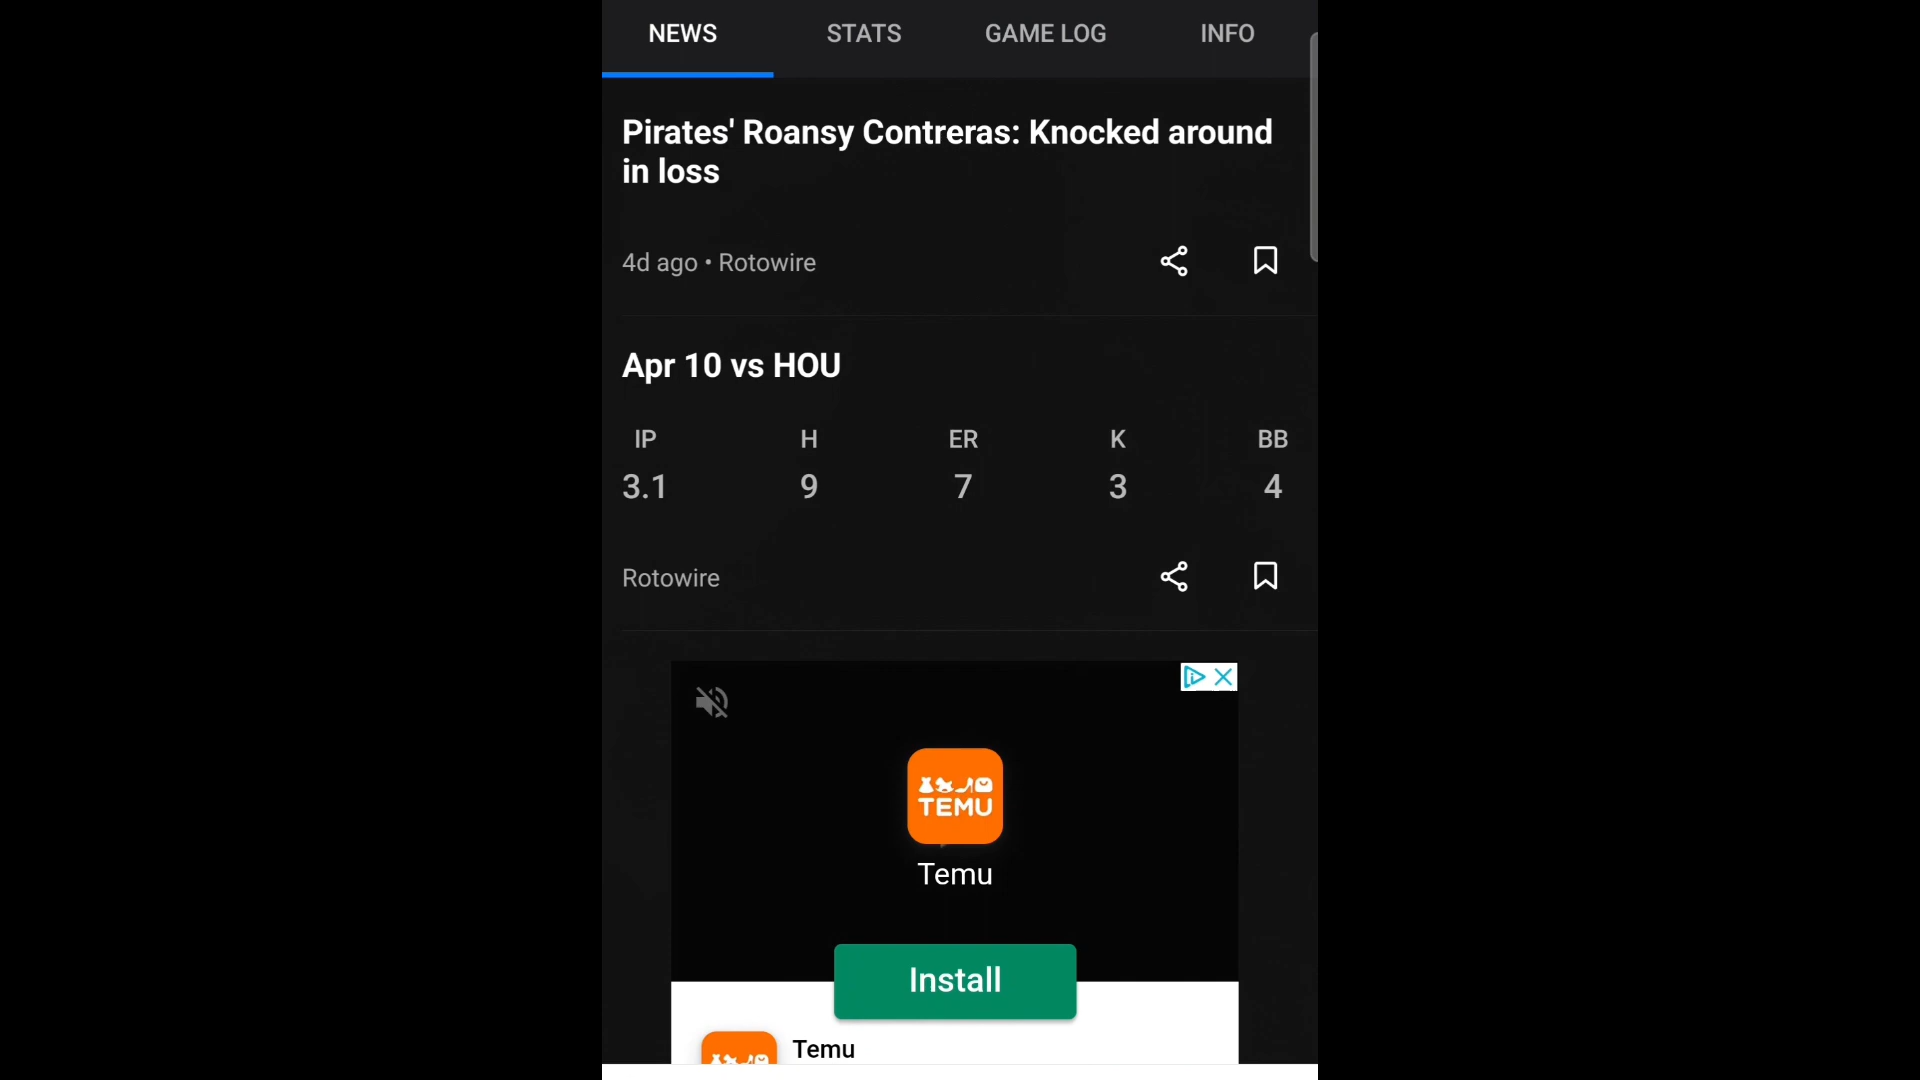 NEWS STATS GAME LOG INFO
Pirates' Roansy Contreras: Knocked around
in loss
4d ago • Rotowire
Apr 10 vs HOU
IP H ER K BB
3.1 9 7 3 4
Rotowire
TEMU
Temu
Install
Temu